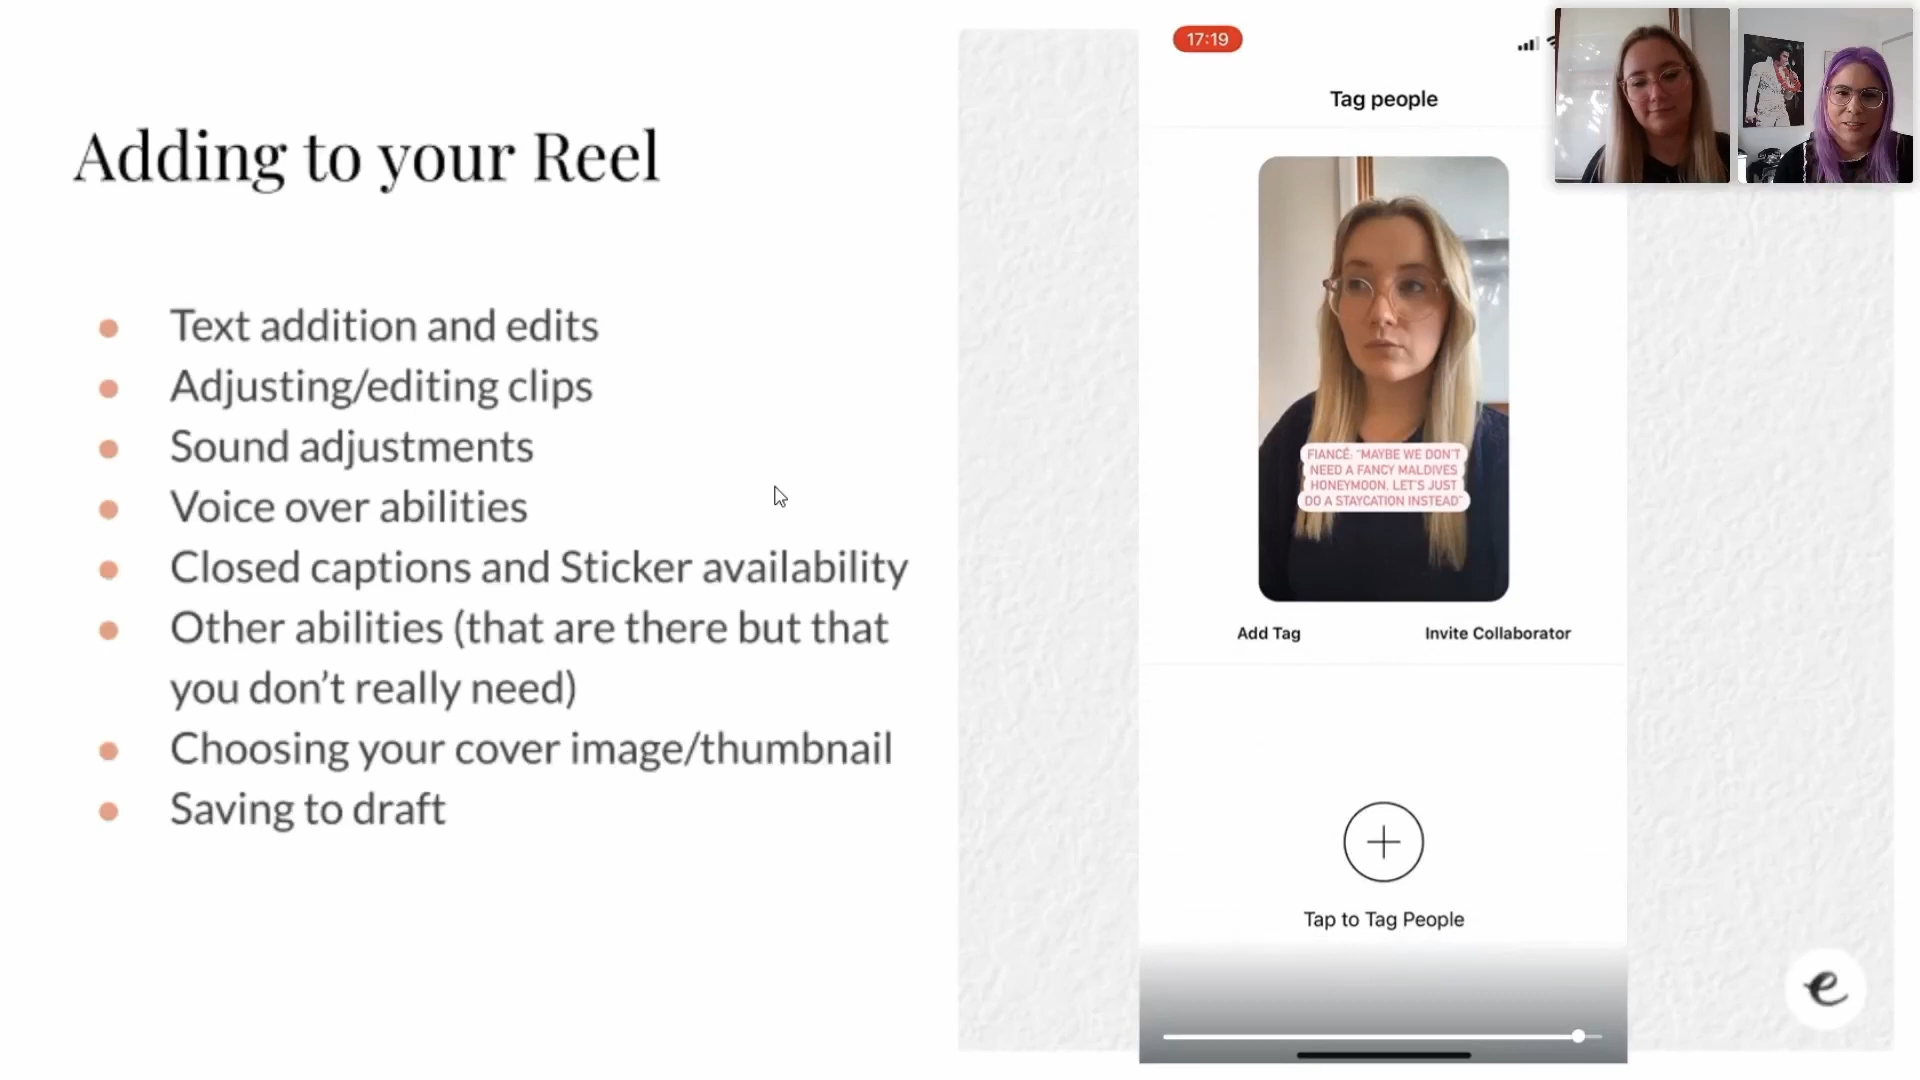 Adding to your Reel
Text addition and edits
Adjusting/editing clips
Sound adjustments
Voice over abilities
Closed captions and Sticker availability
Other abilities (that are there but that
you don’t really need)
Choosing your cover image/thumbnail
Saving to draft
17:19
Tag people
FIANCÉ: "MAYBE WE DON'T
NEED A FANCY MALDIVES
HONEYMOON, LET'S JUST
DO A STAYCATION INSTEAD"
Add Tag
Invite Collaborator
Tap to Tag People
e